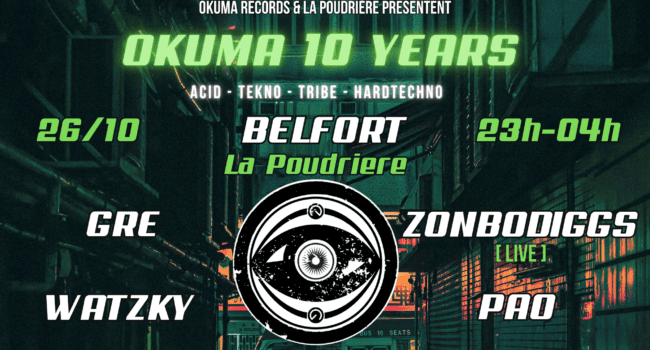 OKUMA RECORDS & LA POUDRIERE PRESENTENT
OKUMA 10 YEARS
ACID - TEKNO - TRIBE - HARDTECHNO
26/10 BELFORT 23h-04h
La Poudriere
GRE ZONBODIGGS
[LIVE]
WATZKY PAO